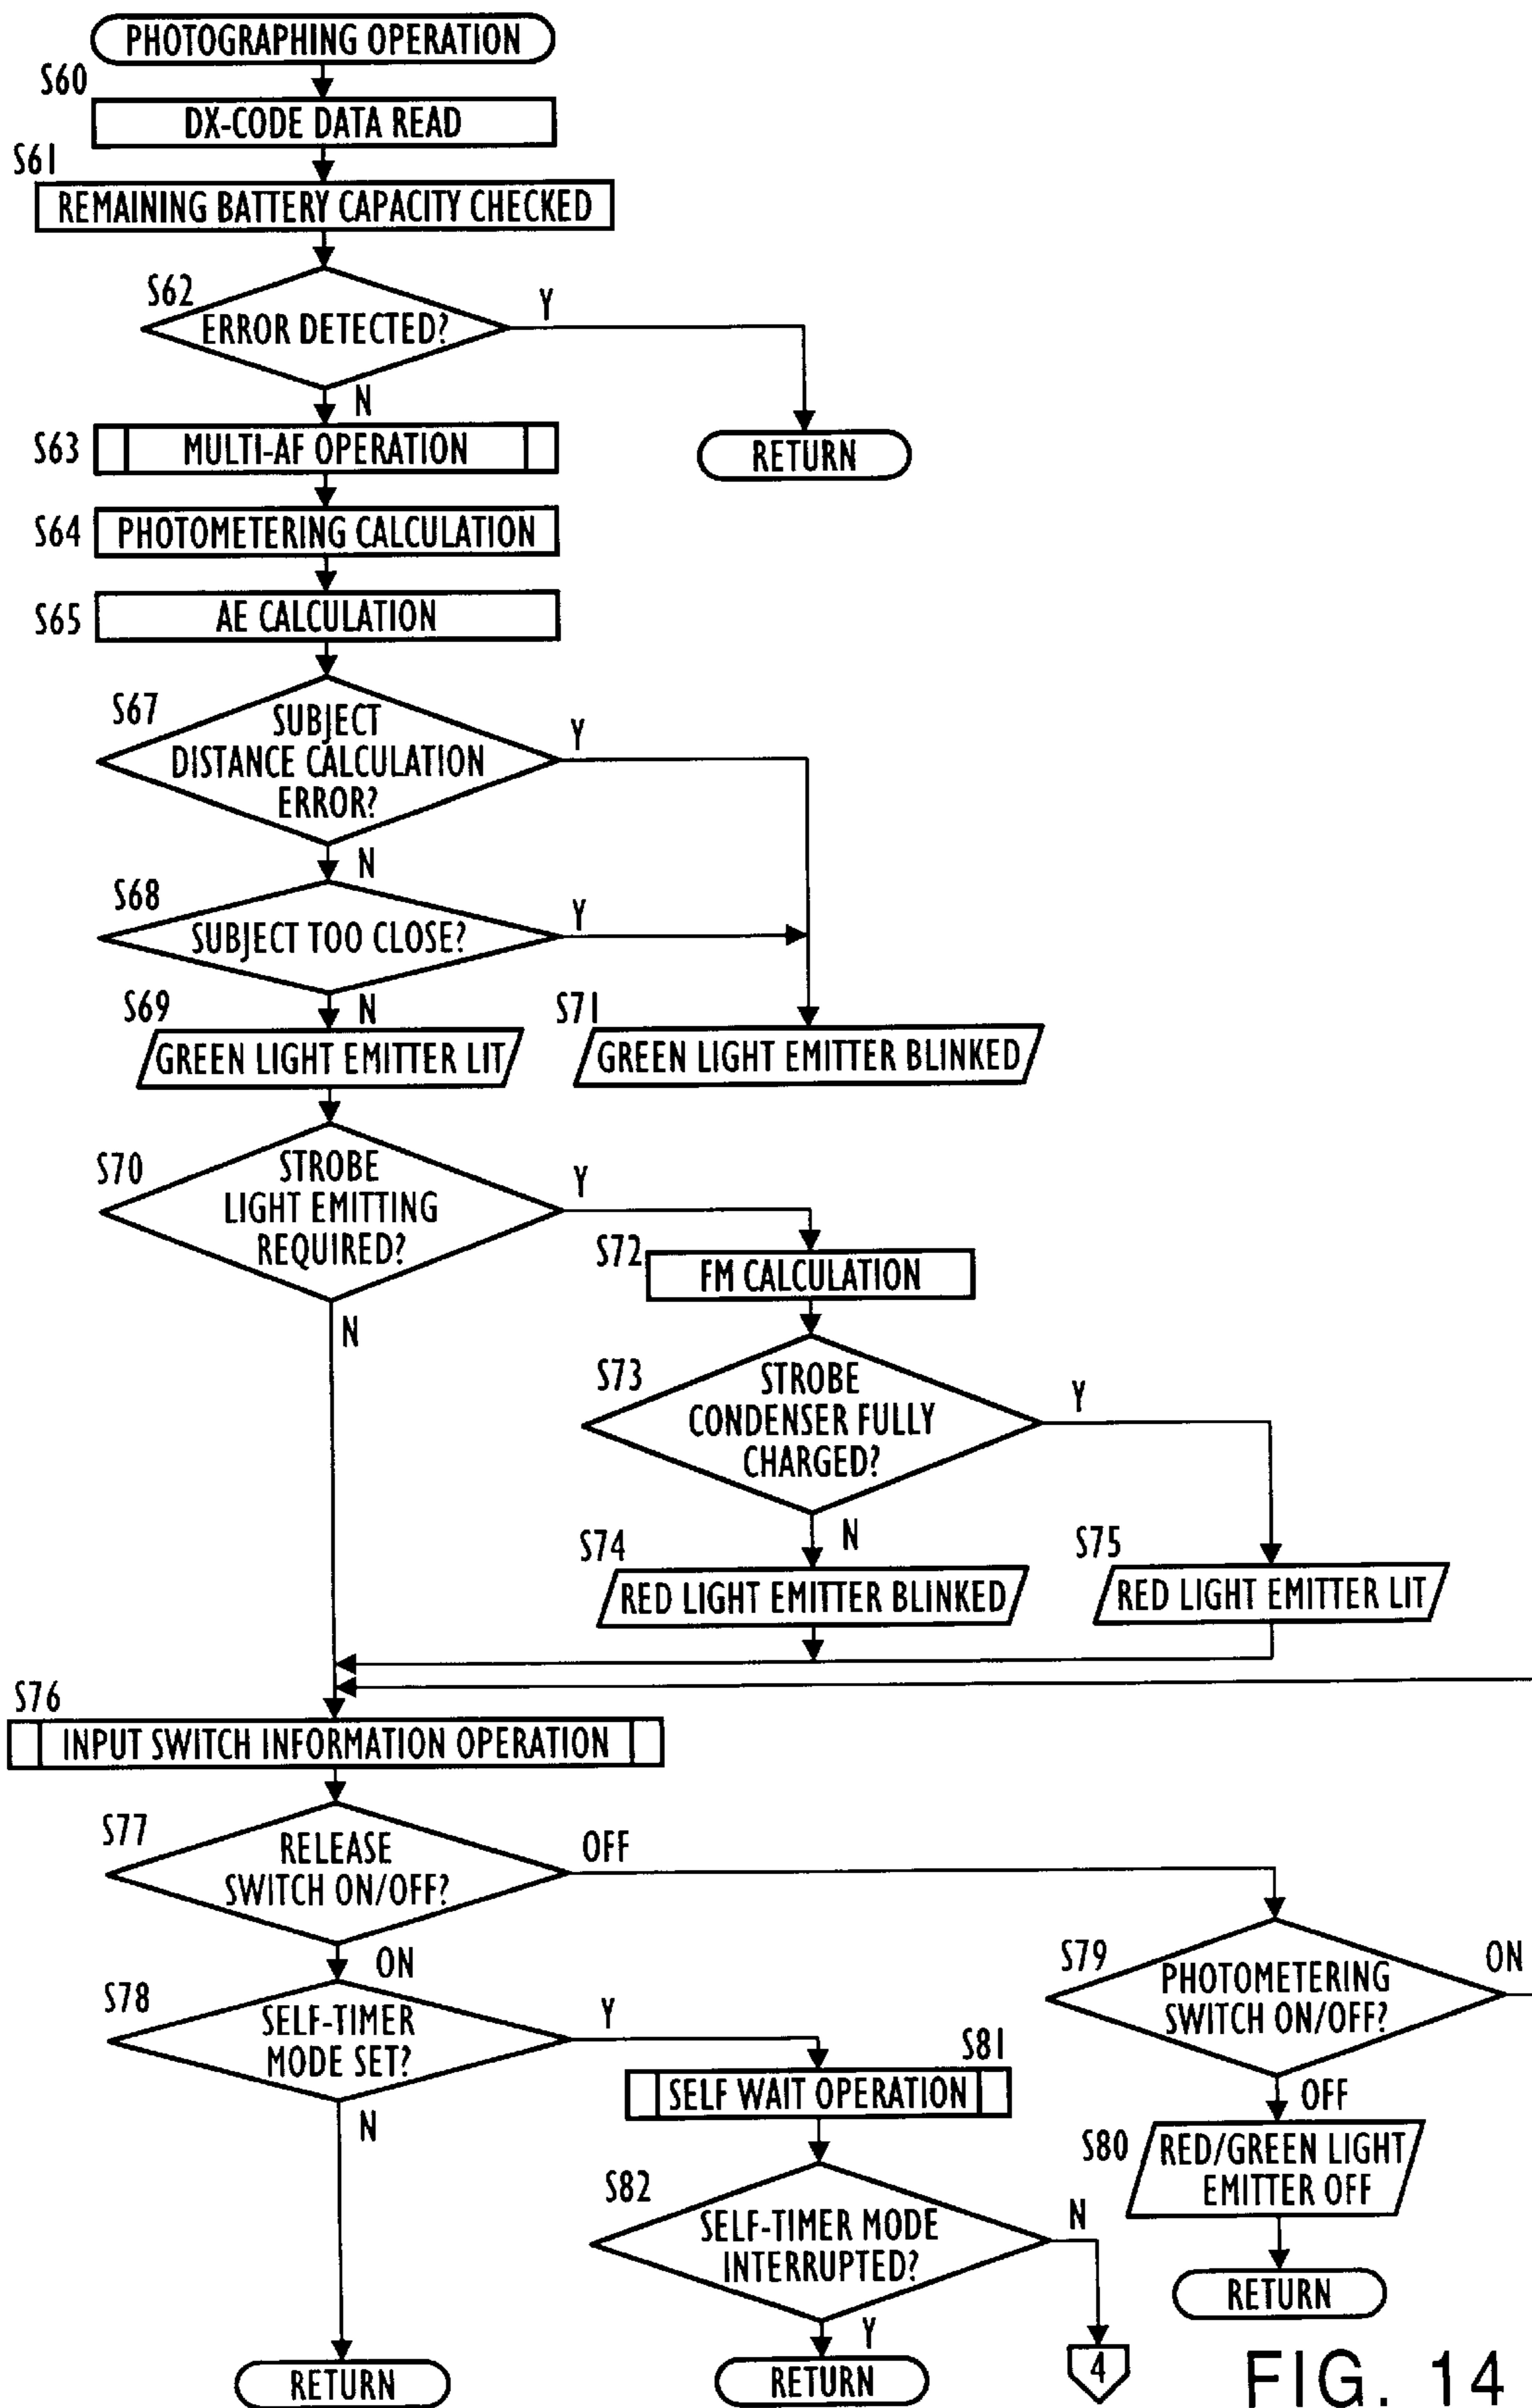 PHOTOGRAPHING OPERATION
S60
DX-CODE DATA READ
S61
REMAINING BATTERY CAPACITY CHECKED
S62
ERROR DETECTED?
Y
N
S63
MULTI-AF OPERATION
RETURN
S64
PHOTOMETERING CALCULATION
S65
AE CALCULATION
S67
SUBJECT
DISTANCE CALCULATION
ERROR?
Y
N
S68
SUBJECT TOO CLOSE?
Y
N
S69
GREEN LIGHT EMITTER LIT
S71
GREEN LIGHT EMITTER BLINKED
S70
STROBE
LIGHT EMITTING
REQUIRED?
Y
N
S72
FM CALCULATION
S73
STROBE
CONDENSER FULLY
CHARGED?
Y
N
S74
RED LIGHT EMITTER BLINKED
S75
RED LIGHT EMITTER LIT
S76
INPUT SWITCH INFORMATION OPERATION
S77
RELEASE
SWITCH ON/OFF?
OFF
ON
S78
SELF-TIMER
MODE SET?
Y
N
S79
PHOTOMETERING
SWITCH ON/OFF?
ON
OFF
S81
SELF WAIT OPERATION
S80
RED/GREEN LIGHT
EMITTER OFF
S82
SELF-TIMER MODE
INTERRUPTED?
N
Y
RETURN
RETURN
RETURN
4
FIG. 14